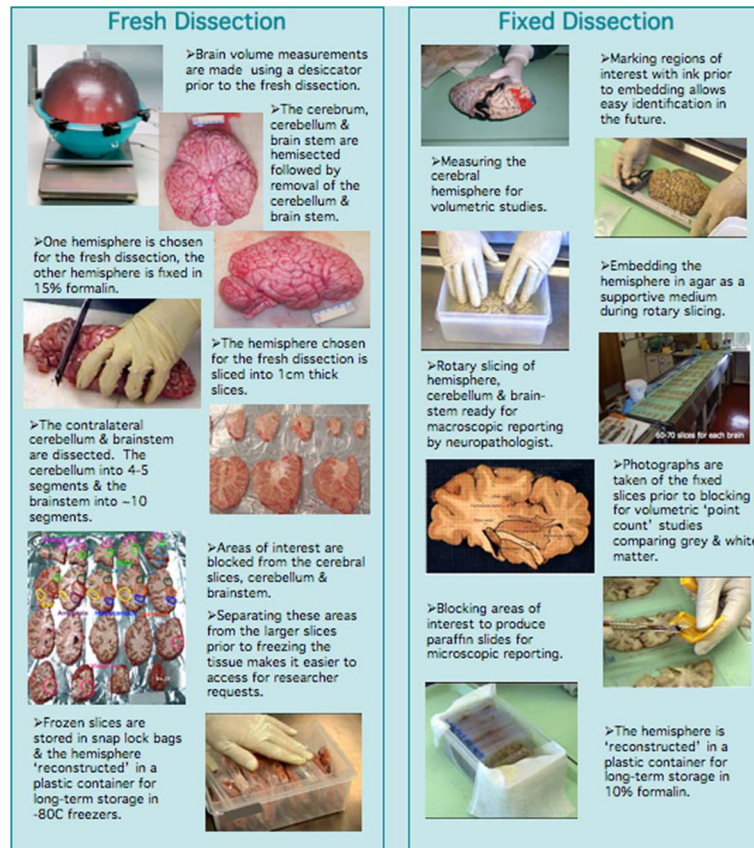 Fresh Dissection
➢Brain volume measurements
are made using a desiccator
prior to the fresh dissection.
➢The cerebrum,
cerebellum &
brain stem are
hemisected
followed by
removal of the
cerebellum &
brain stem.
➢One hemisphere is chosen
for the fresh dissection, the
other hemisphere is fixed in
15% formalin.
➢The hemisphere chosen
for the fresh dissection is
sliced into 1cm thick
slices.
➢The contralateral
cerebellum & brainstem
are dissected. The
cerebellum into 4-5
segments & the
brainstem into ~10
segments.
➢Areas of interest are
blocked from the cerebral
slices, cerebellum &
brainstem.
➢Separating these areas
from the larger slices
prior to freezing the
tissue makes it easier to
access for researcher
requests.
➢Frozen slices are
stored in snap lock bags
& the hemisphere
‘reconstructed’ in a
plastic container for
long-term storage in
-80C freezers.
Fixed Dissection
➢Marking regions of
interest with ink prior
to embedding allows
easy identification in
the future.
➢Measuring the
cerebral
hemisphere for
volumetric studies.
➢Embedding the
hemisphere in agar as a
supportive medium
during rotary slicing.
➢Rotary slicing of
hemisphere,
cerebellum & brain-
stem ready for
macroscopic reporting
by neuropathologist.
60-70 slices for each brain
➢Photographs are
taken of the fixed
slices prior to blocking
for volumetric ‘point
count’ studies
comparing grey & white
matter.
➢Blocking areas of
interest to produce
paraffin slides for
microscopic reporting.
➢The hemisphere is
‘reconstructed’ in a
plastic container for
long-term storage in
10% formalin.